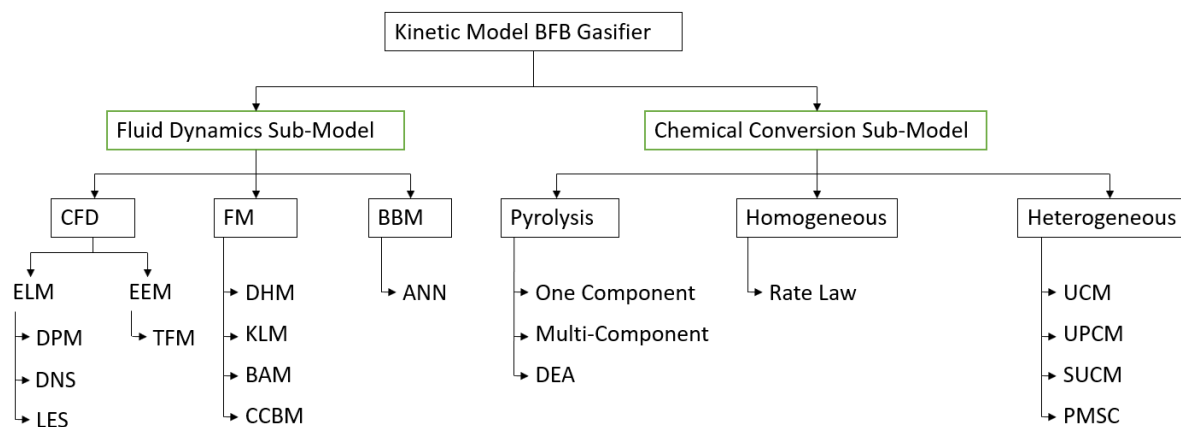 Kinetic Model BFB Gasifier
Fluid Dynamics Sub-Model
Chemical Conversion Sub-Model
CFD
FM
BBM
Pyrolysis
Homogeneous
Heterogeneous
ELM
EEM
DHM
ANN
One Component
Rate Law
UCM
DPM
TFM
KLM
Multi-Component
UPCM
DNS
BAM
DEA
SUCM
LES
CCBM
PMSC